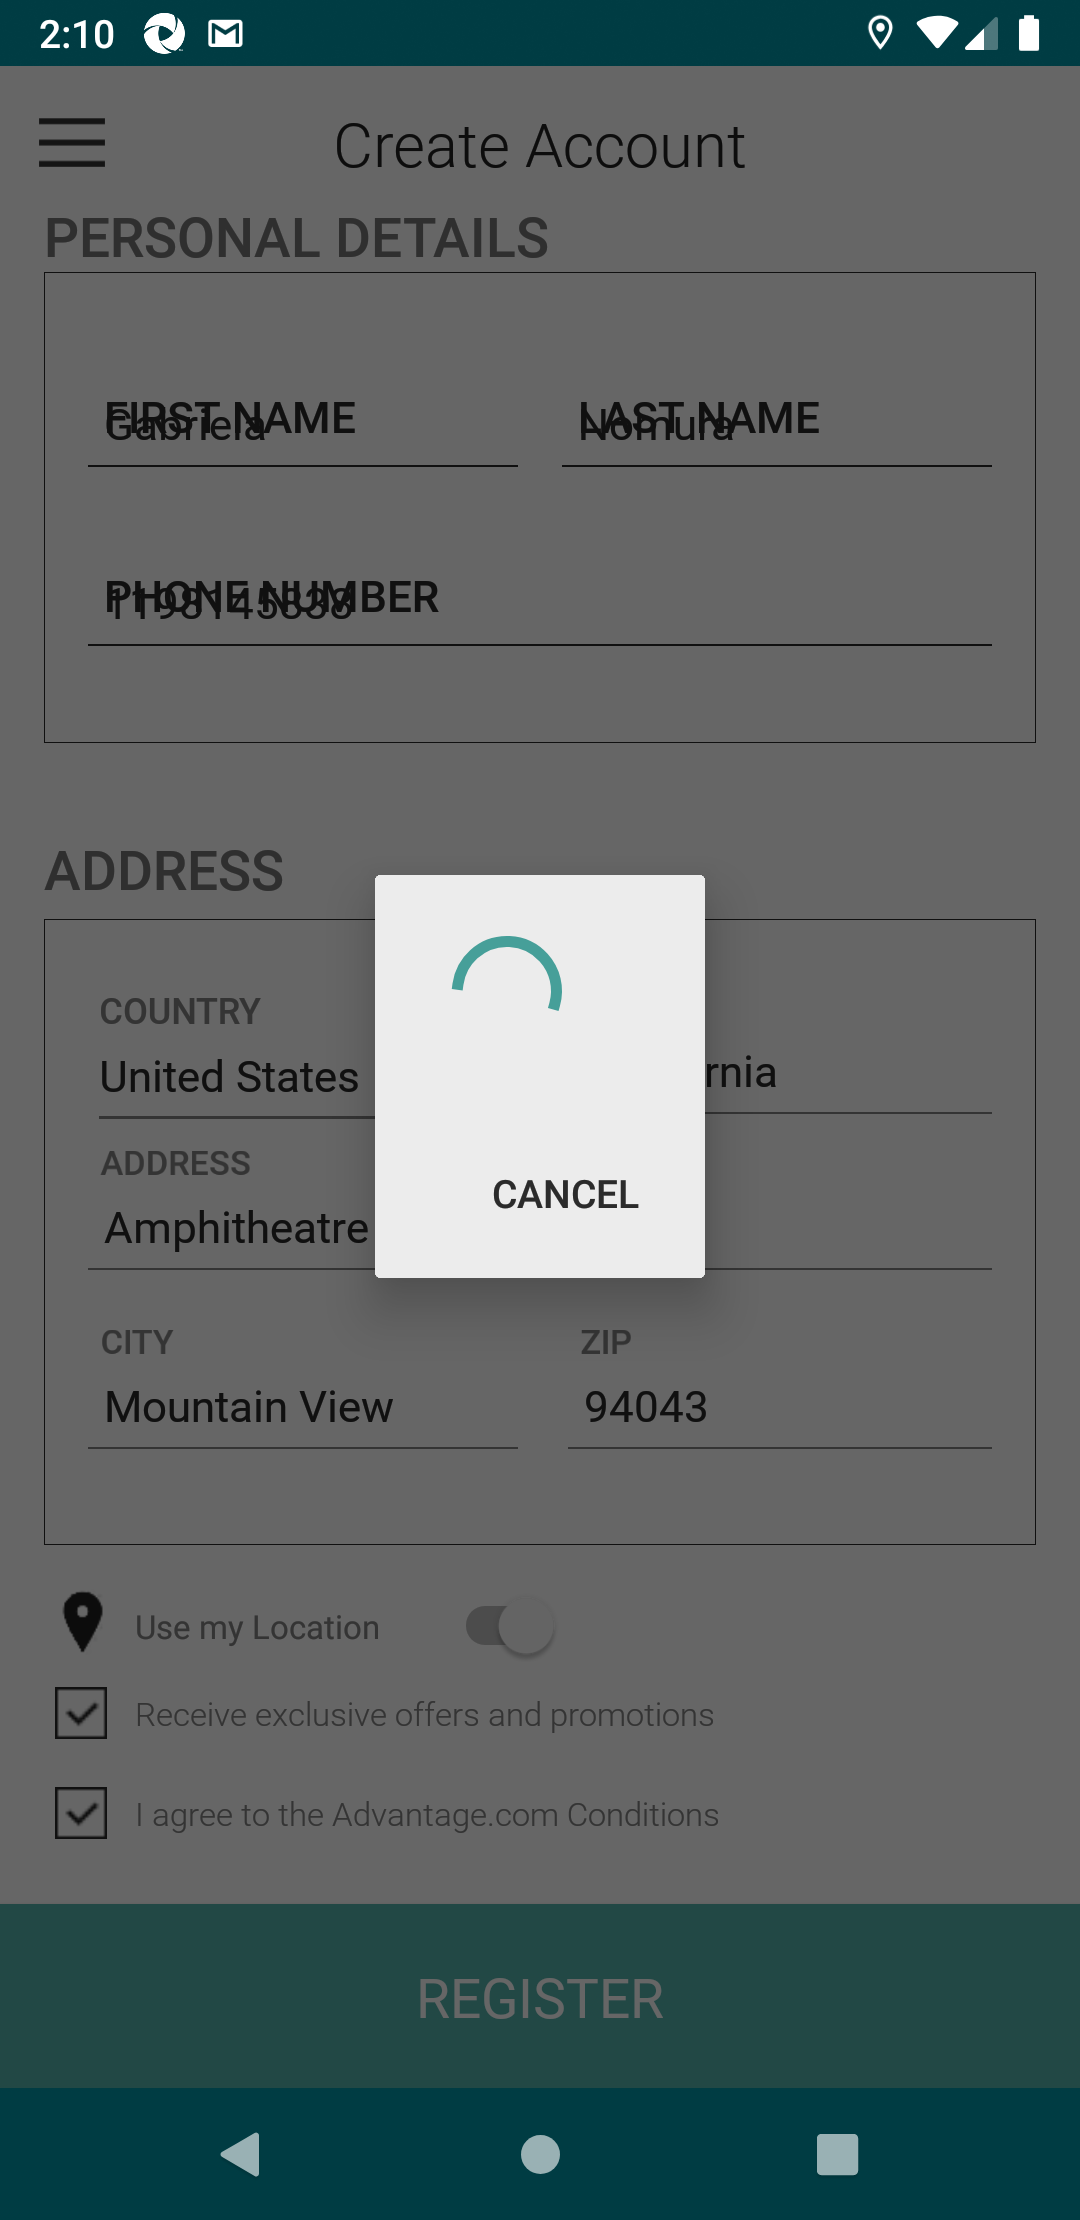 2:10
Create Account
PERSONAL DETAILS
FIRST NAME
Gabriela
LAST NAME
Nomura
PHONE NUMBER
ADDRESS
COUNTRY
United States
rnia
ADDRESS
Amphitheatre
CANCEL
CITY
ZIP
Mountain View
94043
Use my Location
Receive exclusive offers and promotions
I agree to the Advantage.com Conditions
REGISTER